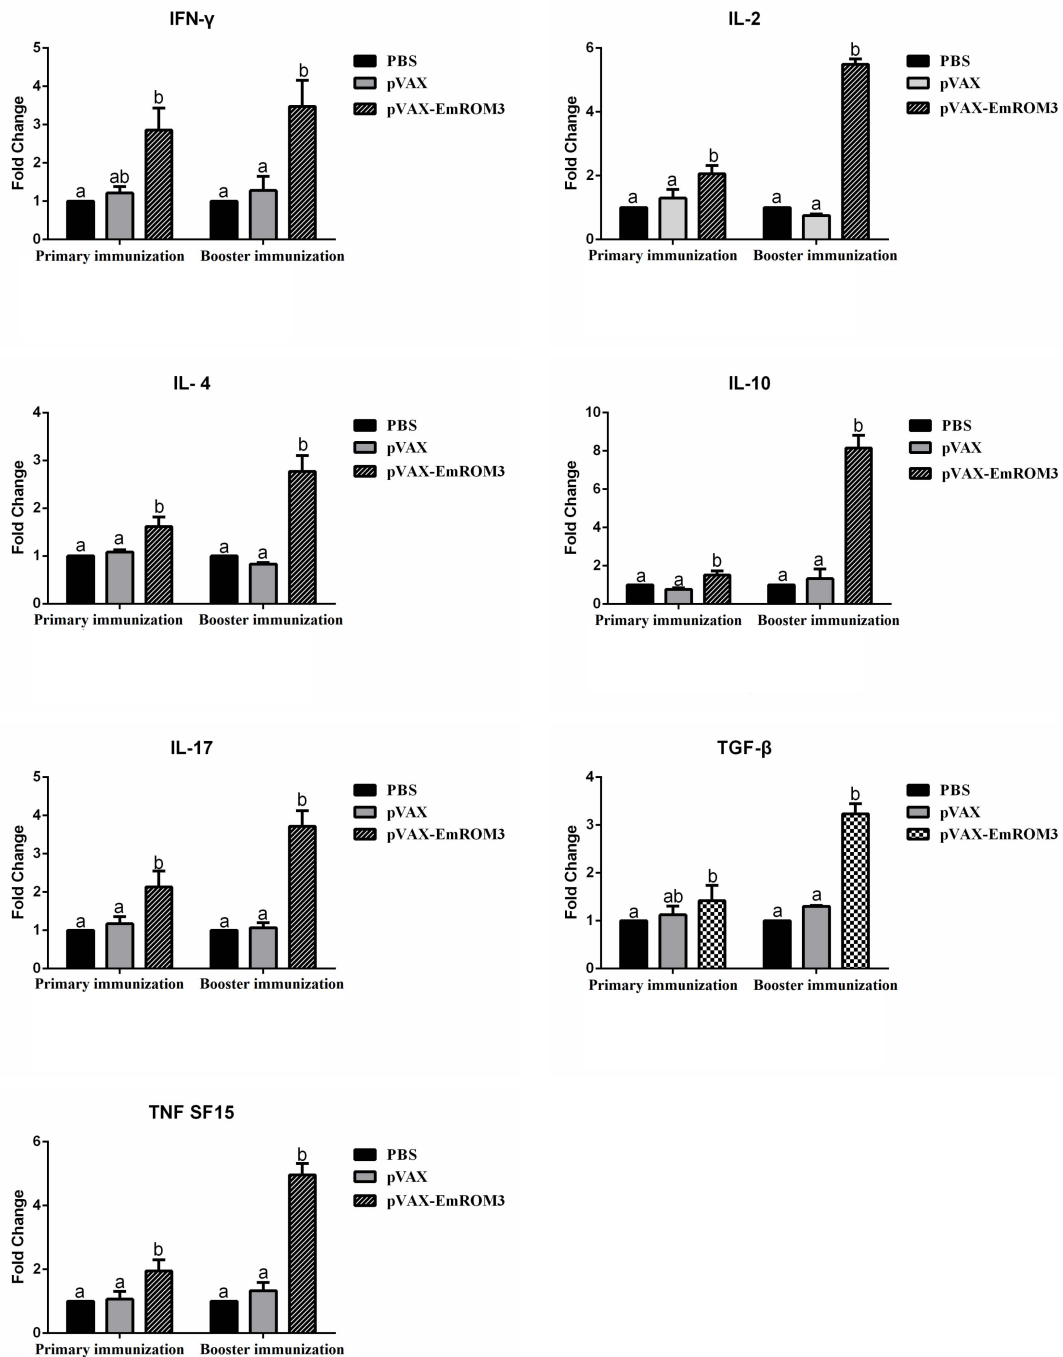 IFN-γ
Fold Change
5
4
3
2
1
0
a
ab
b
a
a
b
Primary immunization
Booster immunization
PBS
pVAX
pVAX-EmROM3
IL-2
Fold Change
6
4
2
0
a
a
b
a
a
b
Primary immunization
Booster immunization
PBS
pVAX
pVAX-EmROM3
IL- 4
Fold Change
4
3
2
1
0
a
a
b
a
a
b
Primary immunization
Booster immunization
PBS
pVAX
pVAX-EmROM3
IL-10
Fold Change
10
8
6
4
2
0
a
a
b
a
a
b
Primary immunization
Booster immunization
PBS
pVAX
pVAX-EmROM3
IL-17
Fold Change
5
4
3
2
1
0
a
a
b
a
a
b
Primary immunization
Booster immunization
PBS
pVAX
pVAX-EmROM3
TGF-β
Fold Change
4
3
2
1
0
a
ab
b
a
a
b
Primary immunization
Booster immunization
PBS
pVAX
pVAX-EmROM3
TNF SF15
Fold Change
6
4
2
0
a
a
b
a
a
b
Primary immunization
Booster immunization
PBS
pVAX
pVAX-EmROM3